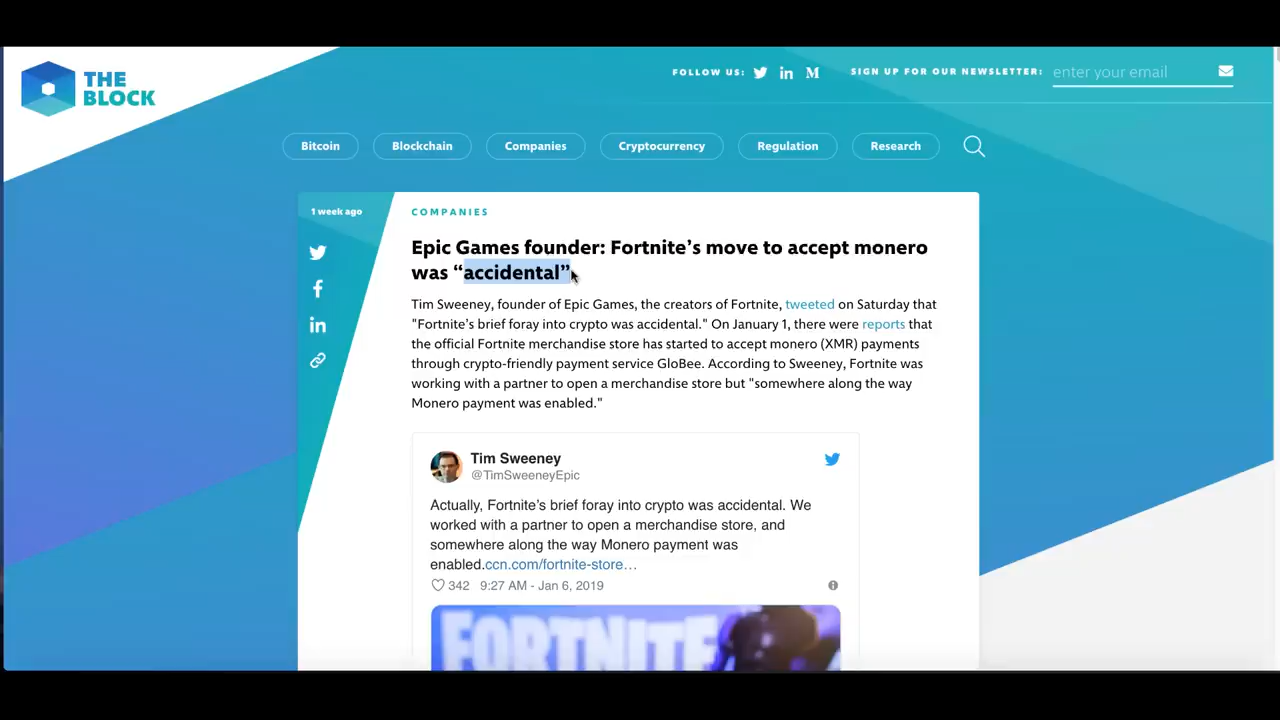 THE
BLOCK
FOLLOW US:
SIGN UP FOR OUR NEWSLETTER:
enter your email
Bitcoin
Blockchain
Companies
Cryptocurrency
Regulation
Research
1 week ago
COMPANIES
Epic Games founder: Fortnite’s move to accept monero
was “accidental”
Tim Sweeney, founder of Epic Games, the creators of Fortnite, tweeted on Saturday that
"Fortnite’s brief foray into crypto was accidental." On January 1, there were reports that
the official Fortnite merchandise store has started to accept monero (XMR) payments
through crypto-friendly payment service GloBee. According to Sweeney, Fortnite was
working with a partner to open a merchandise store but "somewhere along the way
Monero payment was enabled."
Tim Sweeney
@TimSweeneyEpic
Actually, Fortnite’s brief foray into crypto was accidental. We
worked with a partner to open a merchandise store, and
somewhere along the way Monero payment was
enabled.ccn.com/fortnite-store…
342 9:27 AM - Jan 6, 2019
FORTNITE